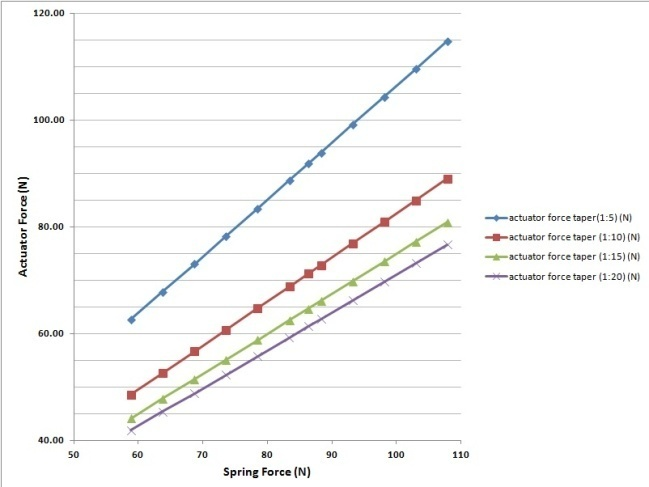 120.00
100.00
80.00
60.00
40.00
50 60 70 80 90 100 110
Actuator Force (N)
Spring Force (N)
actuator force taper(1:5) (N)
actuator force taper (1:10) (N)
actuator force taper (1:15) (N)
actuator force taper (1:20) (N)